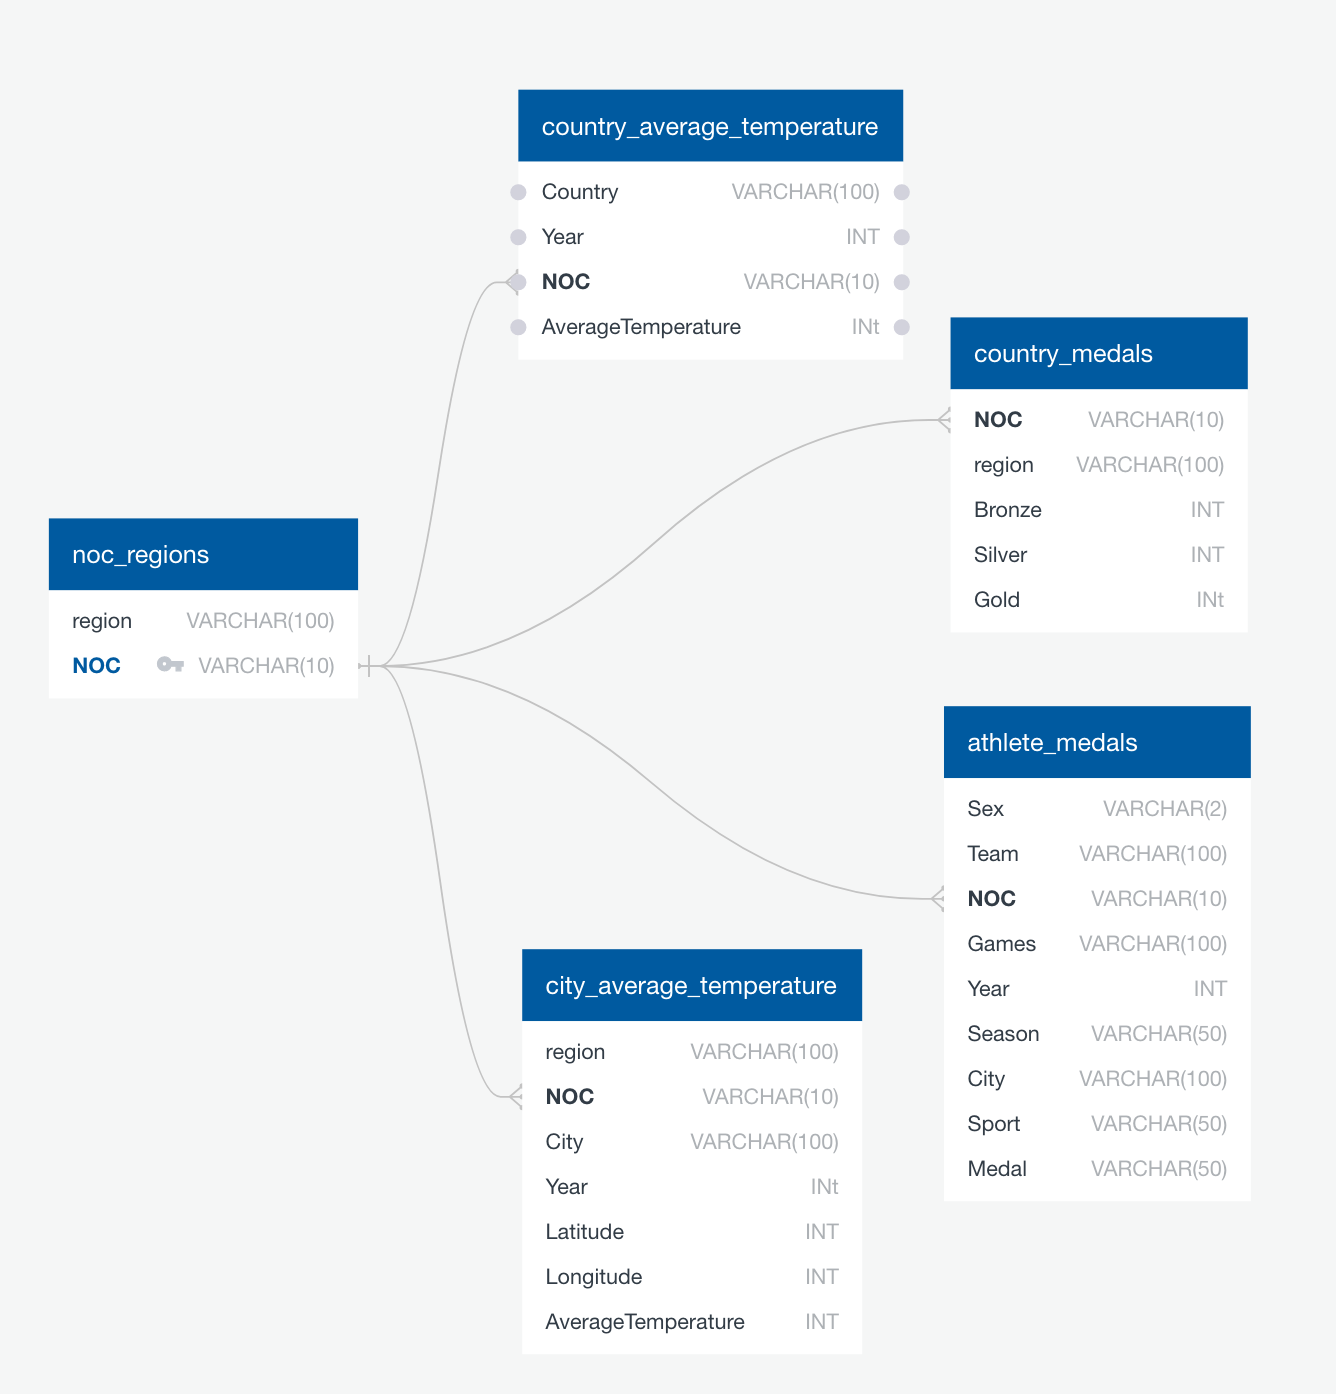 country_average_temperature
Country VARCHAR(100)
Year INT
NOC VARCHAR(10)
AverageTemperature INt
country_medals
NOC VARCHAR(10)
region VARCHAR(100)
Bronze INT
Silver INT
Gold INt
noc_regions
region VARCHAR(100)
NOC VARCHAR(10)
athlete_medals
Sex VARCHAR(2)
Team VARCHAR(100)
NOC VARCHAR(10)
Games VARCHAR(100)
Year INT
Season VARCHAR(50)
City VARCHAR(100)
Sport VARCHAR(50)
Medal VARCHAR(50)
city_average_temperature
region VARCHAR(100)
NOC VARCHAR(10)
City VARCHAR(100)
Year INt
Latitude INT
Longitude INT
AverageTemperature INT